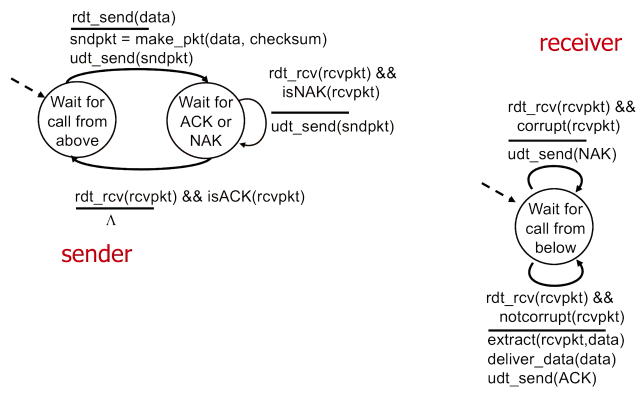 rdt_send(data)
sndpkt = make_pkt(data, checksum)
udt_send(sndpkt)
Wait for
call from
above
Wait for
ACK or
NAK
rdt_rcv(rcvpkt) &&
isNAK(rcvpkt)
udt_send(sndpkt)
rdt_rcv(rcvpkt) && isACK(rcvpkt)
Λ
sender
receiver
rdt_rcv(rcvpkt) &&
corrupt(rcvpkt)
udt_send(NAK)
Wait for
call from
below
rdt_rcv(rcvpkt) &&
notcorrupt(rcvpkt)
extract(rcvpkt,data)
deliver_data(data)
udt_send(ACK)